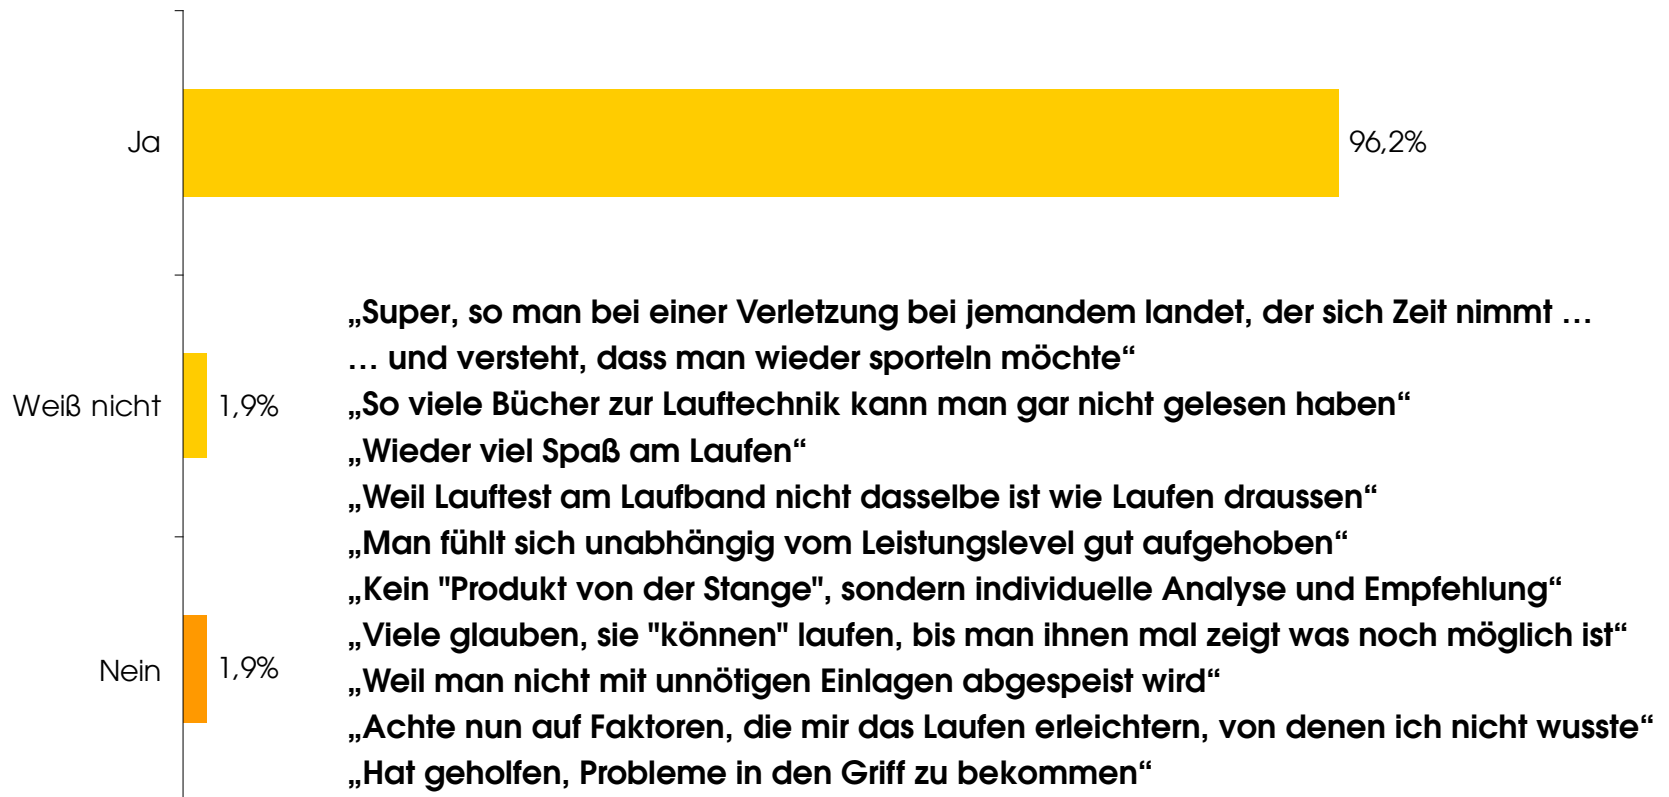 Ja
96,2%
„Super, so man bei einer Verletzung bei jemandem landet, der sich Zeit nimmt …
… und versteht, dass man wieder sporteln möchte“
Weiß nicht
1,9%
„So viele Bücher zur Lauftechnik kann man gar nicht gelesen haben“
„Wieder viel Spaß am Laufen“
„Weil Lauftest am Laufband nicht dasselbe ist wie Laufen draussen“
„Man fühlt sich unabhängig vom Leistungslevel gut aufgehoben“
„Kein "Produkt von der Stange", sondern individuelle Analyse und Empfehlung“
„Viele glauben, sie "können" laufen, bis man ihnen mal zeigt was noch möglich ist“
Nein
1,9%
„Weil man nicht mit unnötigen Einlagen abgespeist wird“
„Achte nun auf Faktoren, die mir das Laufen erleichtern, von denen ich nicht wusste“
„Hat geholfen, Probleme in den Griff zu bekommen“